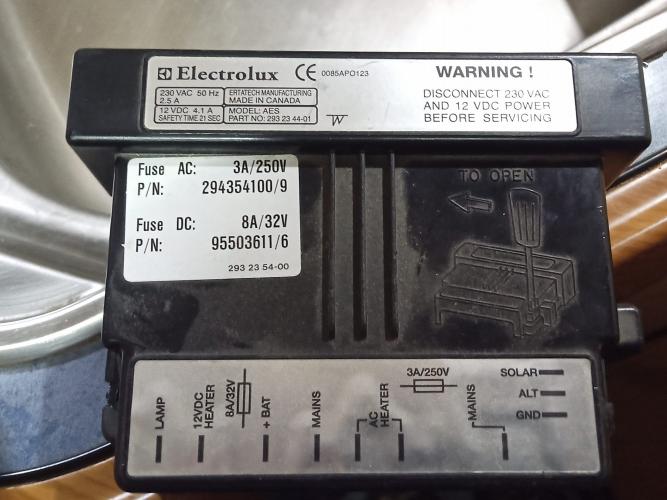 Electrolux CE 0085APO123
230 VAC 50 Hz
2.5 A
12 VDC 4.1 A
SAFETY TIME 21 SEC
ERTATECH MANUFACTURING
MADE IN CANADA
MODEL: AES
PART NO: 293 23 44-01
WARNING !
DISCONNECT 230 VAC
AND 12 VDC POWER
BEFORE SERVICING
Fuse AC: 3A/250V
P/N: 294354100/9
Fuse DC: 8A/32V
P/N: 95503611/6
293 23 54-00
TO OPEN
LAMP
12VDC
HEATER
8A/32V
+ BAT
MAINS
AC
HEATER
3A/250V
MAINS
SOLAR
ALT
GND